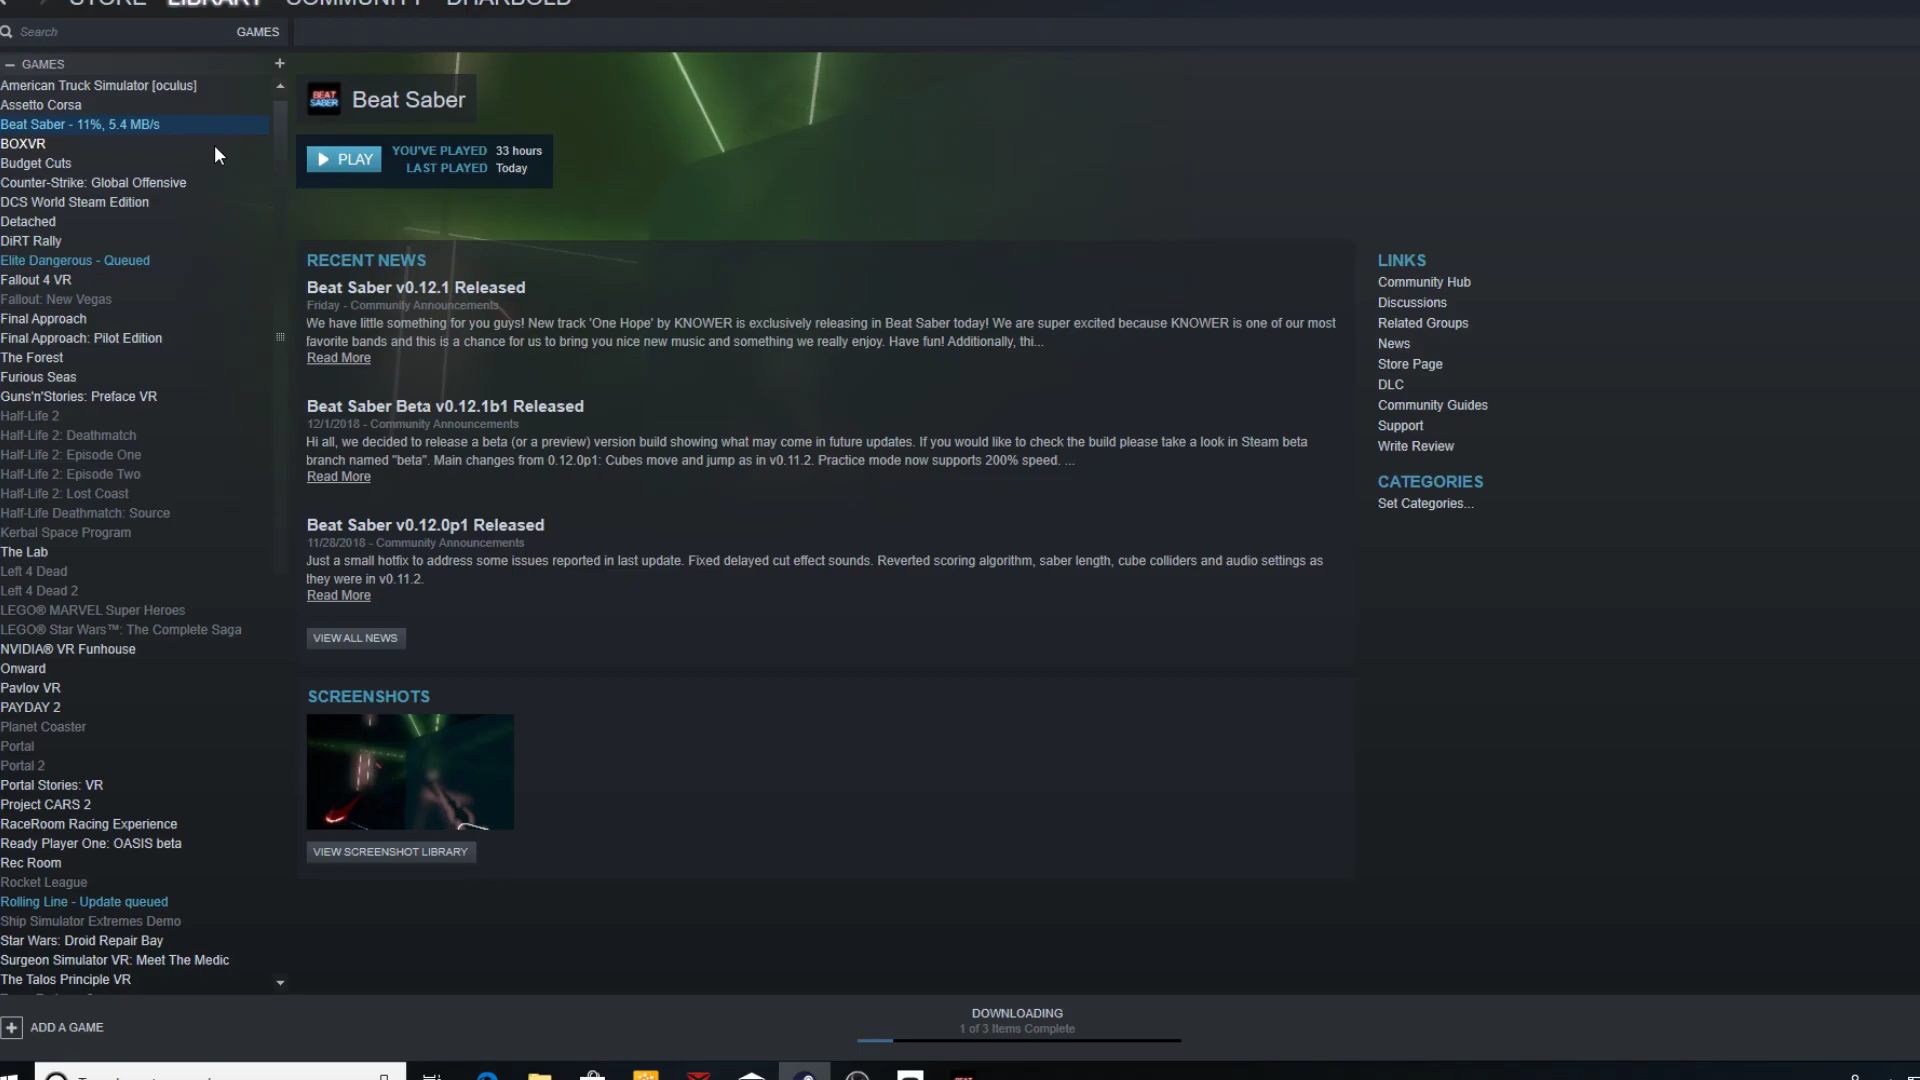 STORE LIBRARY COMMUNITY DHARBOLD
Search
GAMES
GAMES
American Truck Simulator [oculus]
Assetto Corsa
Beat Saber - 11%, 5.4 MB/s
BOXVR
Budget Cuts
Counter-Strike: Global Offensive
DCS World Steam Edition
Detached
DiRT Rally
Elite Dangerous - Queued
Fallout 4 VR
Fallout: New Vegas
Final Approach
Final Approach: Pilot Edition
The Forest
Furious Seas
Guns'n'Stories: Preface VR
Half-Life 2
Half-Life 2: Deathmatch
Half-Life 2: Episode One
Half-Life 2: Episode Two
Half-Life 2: Lost Coast
Half-Life Deathmatch: Source
Kerbal Space Program
The Lab
Left 4 Dead
Left 4 Dead 2
LEGO® MARVEL Super Heroes
LEGO® Star Wars™: The Complete Saga
NVIDIA® VR Funhouse
Onward
Pavlov VR
PAYDAY 2
Planet Coaster
Portal
Portal 2
Portal Stories: VR
Project CARS 2
RaceRoom Racing Experience
Ready Player One: OASIS beta
Rec Room
Rocket League
Rolling Line - Update queued
Ship Simulator Extremes Demo
Star Wars: Droid Repair Bay
Surgeon Simulator VR: Meet The Medic
The Talos Principle VR
ADD A GAME
BEAT
SABER
Beat Saber
PLAY
YOU'VE PLAYED 33 hours
LAST PLAYED Today
RECENT NEWS
Beat Saber v0.12.1 Released
Friday - Community Announcements
We have little something for you guys! New track 'One Hope' by KNOWER is exclusively releasing in Beat Saber today! We are super excited because KNOWER is one of our most
favorite bands and this is a chance for us to bring you nice new music and something we really enjoy. Have fun! Additionally, thi...
Read More
Beat Saber Beta v0.12.1b1 Released
12/1/2018 - Community Announcements
Hi all, we decided to release a beta (or a preview) version build showing what may come in future updates. If you would like to check the build please take a look in Steam beta
branch named "beta". Main changes from 0.12.0p1: Cubes move and jump as in v0.11.2. Practice mode now supports 200% speed. ...
Read More
Beat Saber v0.12.0p1 Released
11/28/2018 - Community Announcements
Just a small hotfix to address some issues reported in last update. Fixed delayed cut effect sounds. Reverted scoring algorithm, saber length, cube colliders and audio settings as
they were in v0.11.2.
Read More
VIEW ALL NEWS
SCREENSHOTS
VIEW SCREENSHOT LIBRARY
LINKS
Community Hub
Discussions
Related Groups
News
Store Page
DLC
Community Guides
Support
Write Review
CATEGORIES
Set Categories...
DOWNLOADING
1 of 3 Items Complete